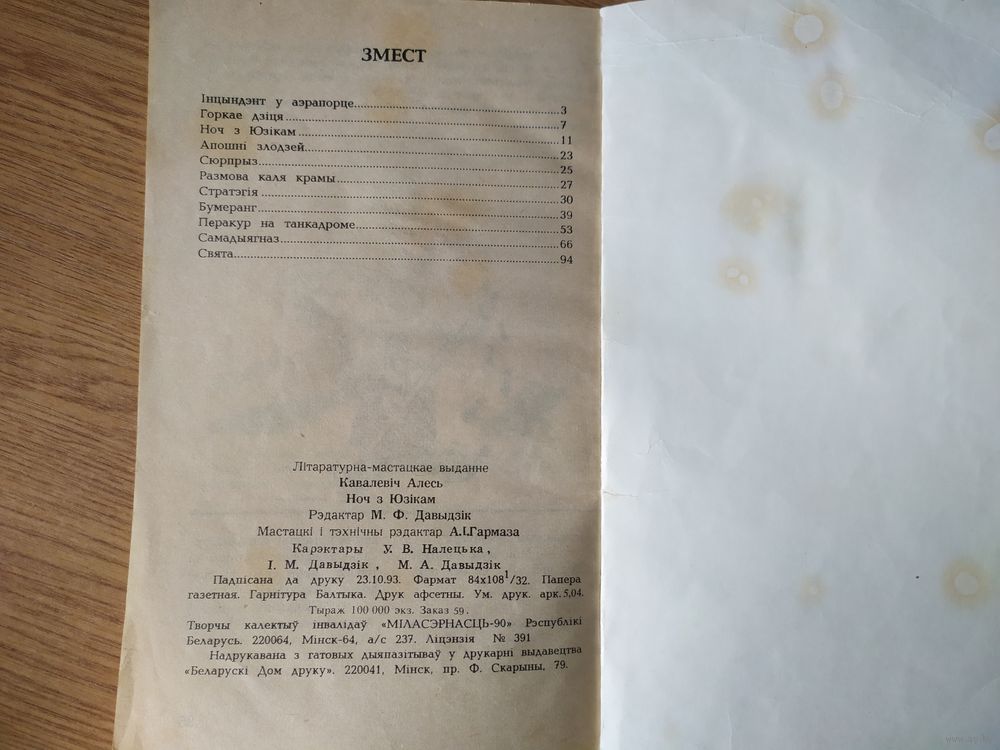 ЗМЕСТ
Інцындэнт у аэрапорце 3
Горкае дзіця 7
Ноч з Юзікам 11
Апошні злодзей 23
Сюрпрыз 25
Размова каля крамы 27
Стратэгія 30
Бумеранг 39
Перакур на танкадроме 53
Самадыягназ 66
Свята 94
Літаратурна-мастацкае выданне
Кавалевіч Алесь
Ноч з Юзікам
Рэдактар М. Ф. Давыдзік
Мастацкі і тэхнічны рэдактар А.І.Гармаза
Карэктары У. В. Налецька,
І. М. Давыдзік, М. А. Давыдзік
Падпісана да друку 23.10.93. Фармат 84х108¹/32. Папера
газетная. Гарнітура Балтыка. Друк афсетны. Ум. друк. арк. 5,04.
Тыраж 100 000 экз. Заказ 59.
Творчы калектыў інвалідаў «МІЛАСЭРНАСЦЬ-90» Рэспублікі
Беларусь. 220064, Мінск-64, а/с 237. Ліцэнзія № 391
Надрукавана з гатовых дыяпазітываў у друкарні выдавецтва
«Беларускі Дом друку». 220041, Мінск, пр. Ф. Скарыны, 79.